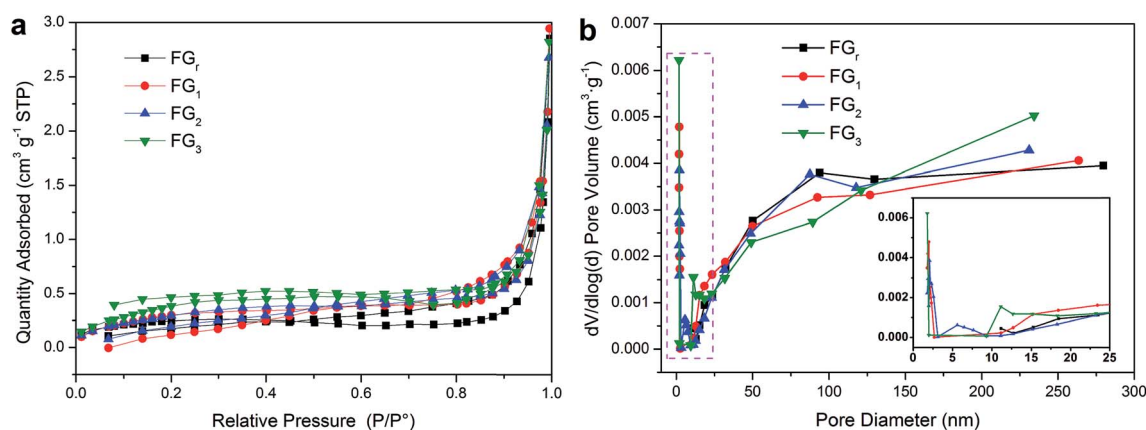 a
Quantity Adsorbed (cm³ g⁻¹ STP)
3.0
2.5
2.0
1.5
1.0
0.5
0.0
FGr
FG₁
FG₂
FG₃
0.0 0.2 0.4 0.6 0.8 1.0
Relative Pressure (P/P°)
b
dV/dlog(d) Pore Volume (cm³·g⁻¹)
0.007
0.006
0.005
0.004
0.003
0.002
0.001
0.000
FGr
FG₁
FG₂
FG₃
0.006
0.004
0.002
0.000
0 5 10 15 20 25
0 50 100 150 200 250 300
Pore Diameter (nm)